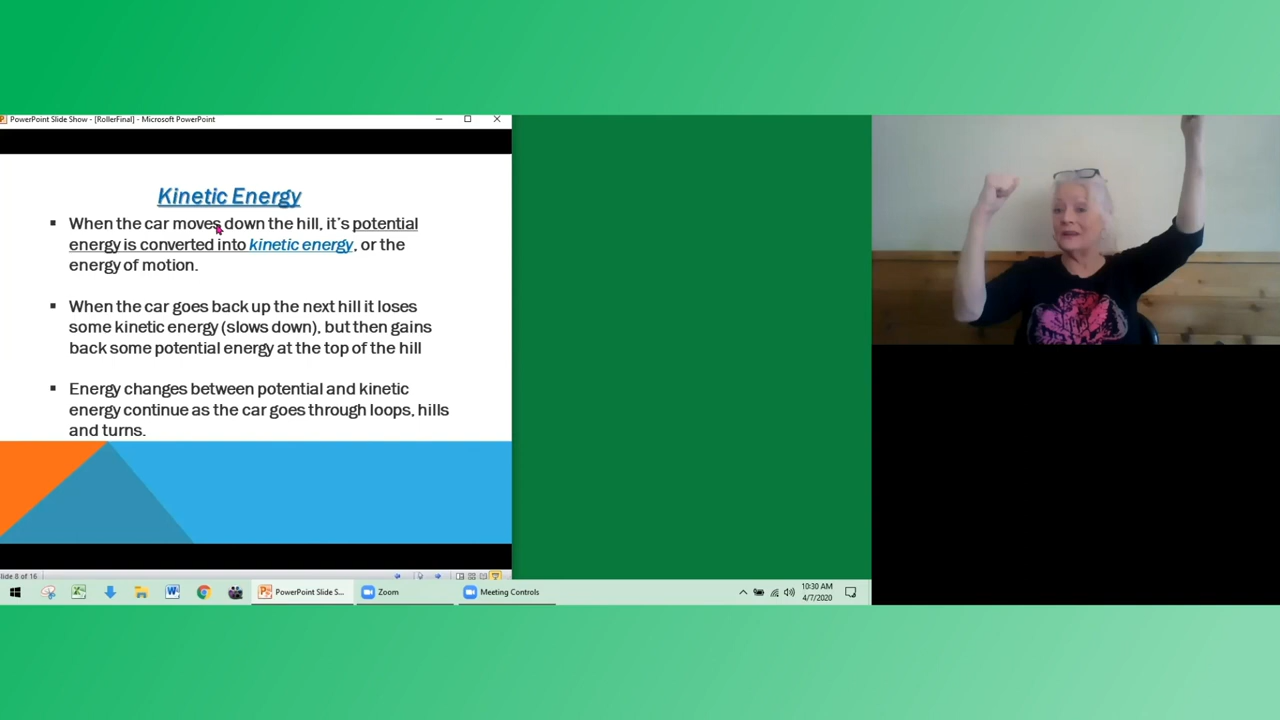 PowerPoint Slide Show - [RollerFinal] - Microsoft PowerPoint
Kinetic Energy
▪ When the car moves down the hill, it's potential
energy is converted into kinetic energy, or the
energy of motion.
▪ When the car goes back up the next hill it loses
some kinetic energy (slows down), but then gains
back some potential energy at the top of the hill
▪ Energy changes between potential and kinetic
energy continue as the car goes through loops, hills
and turns.
lide 8 of 16
PowerPoint Slide S...
Zoom
Meeting Controls
10:30 AM
4/7/2020